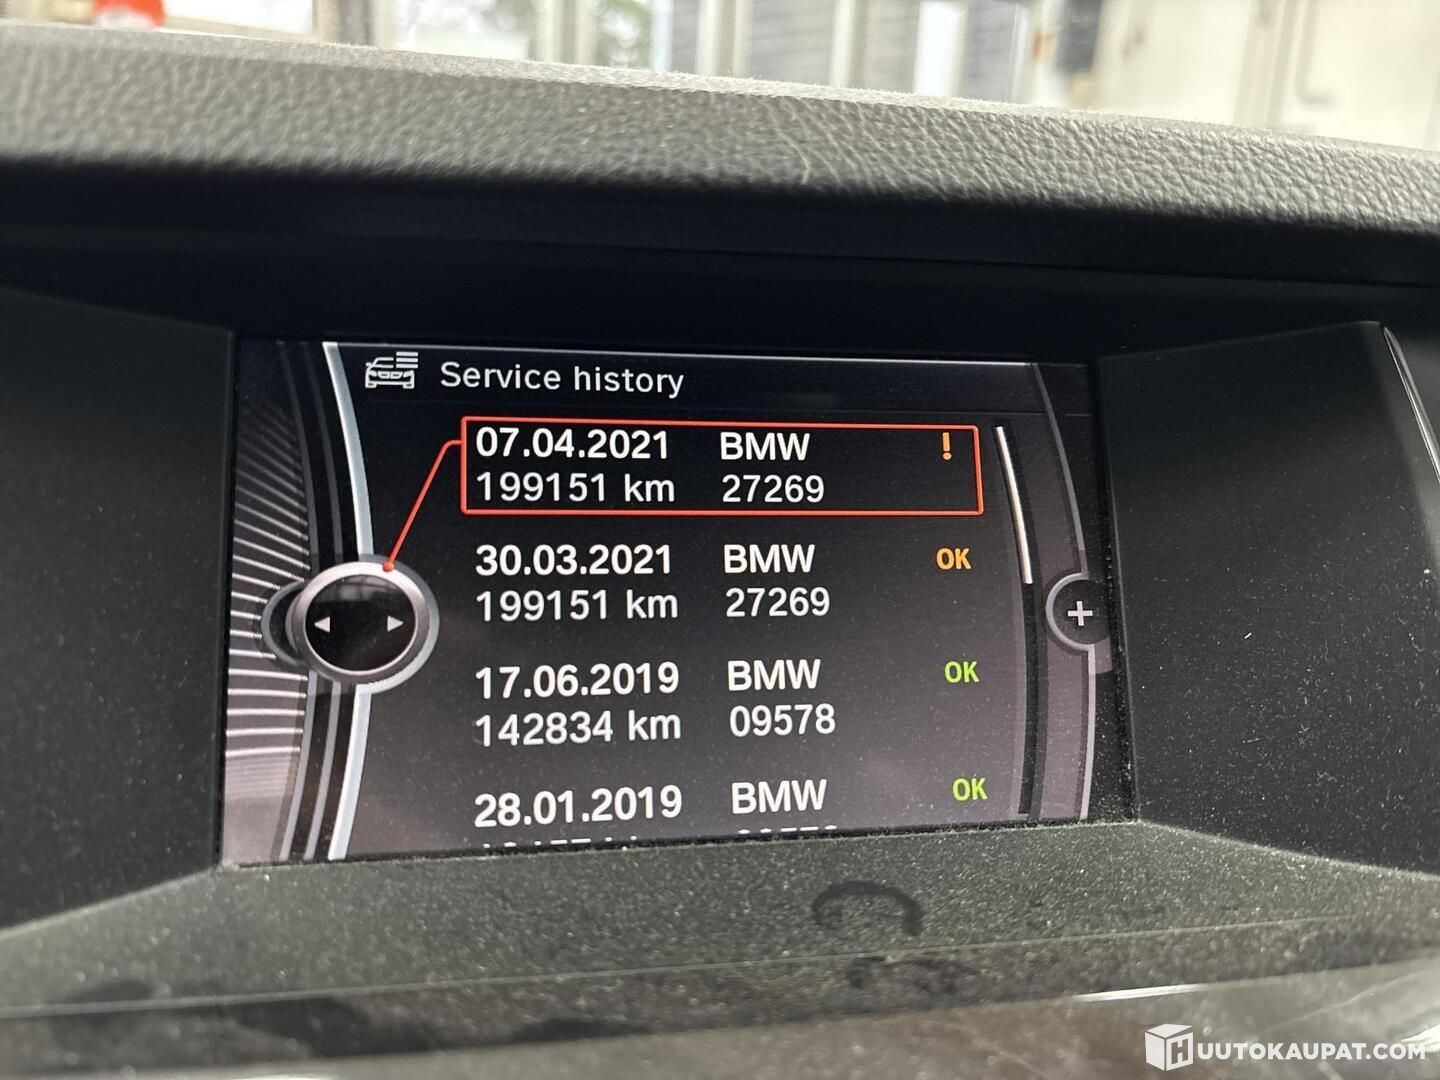 Service history
07.04.2021 BMW !
199151 km 27269
30.03.2021 BMW OK
199151 km 27269
17.06.2019 BMW OK
142834 km 09578
28.01.2019 BMW OK
+
HUUTOKAUPAT.COM